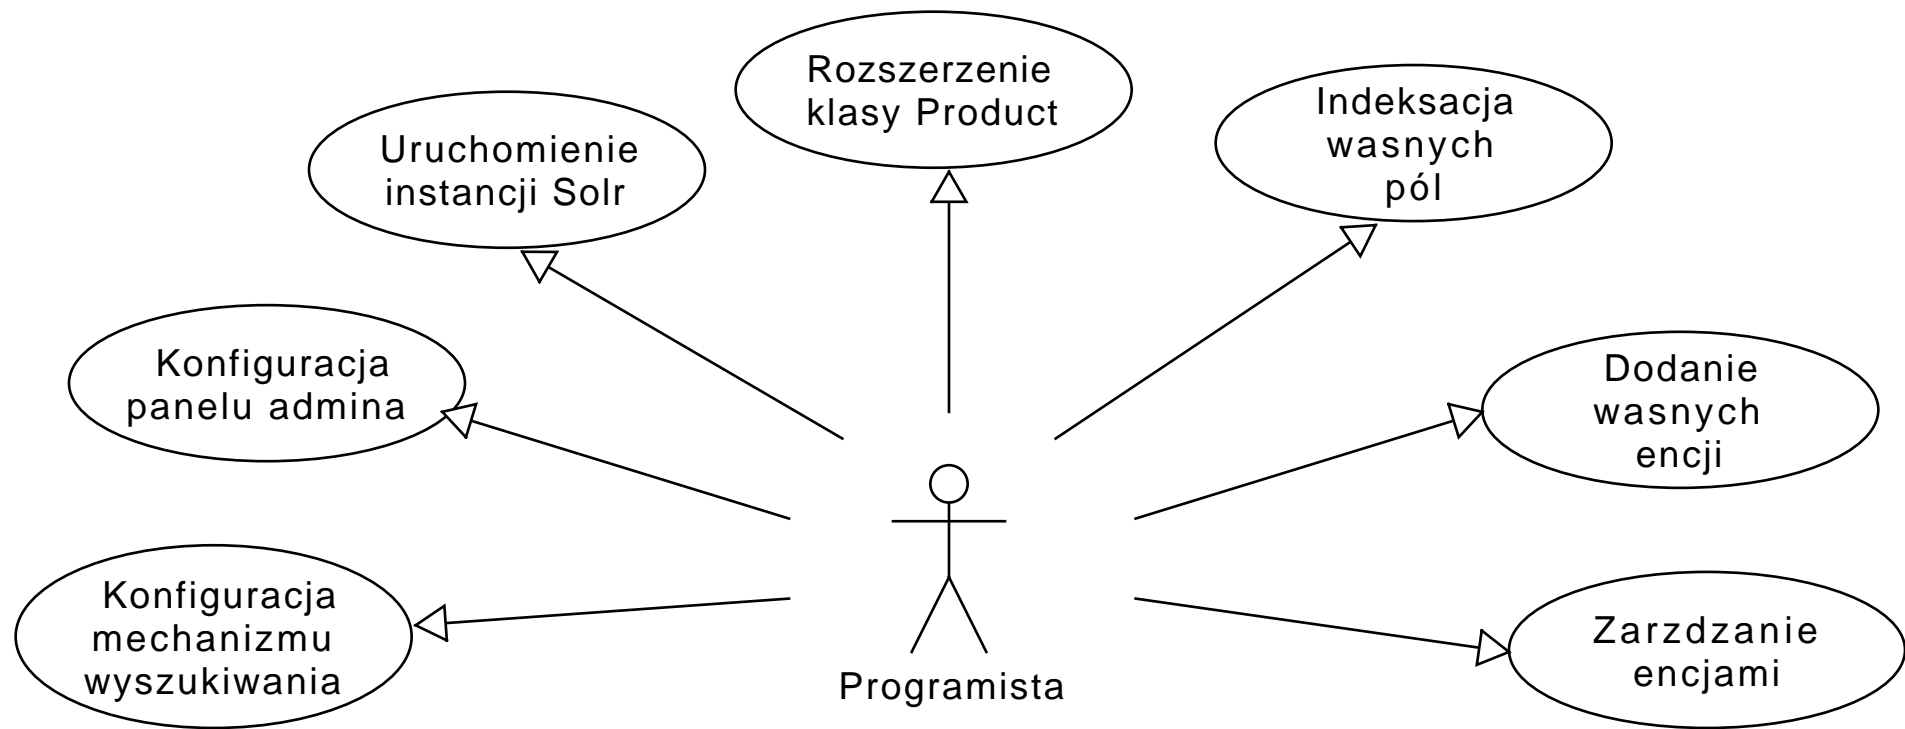 Rozszerzenie
klasy Product
Indeksacja
wasnych
pól
Uruchomienie
instancji Solr
Konfiguracja
panelu admina
Dodanie
wasnych
encji
Konfiguracja
mechanizmu
wyszukiwania
Zarzdzanie
encjami
Programista